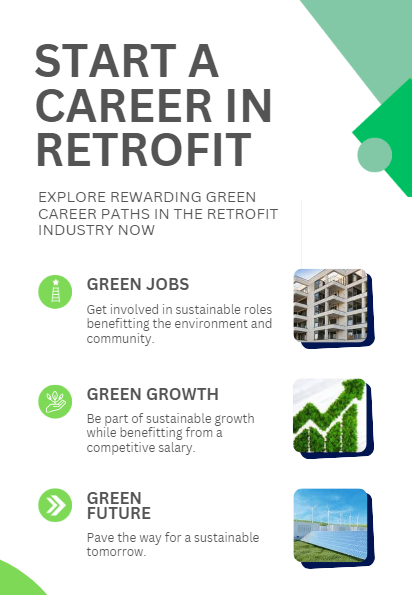 START A
CAREER IN
RETROFIT
EXPLORE REWARDING GREEN
CAREER PATHS IN THE RETROFIT
INDUSTRY NOW
GREEN JOBS
Get involved in sustainable roles
benefitting the environment and
community.
GREEN GROWTH
Be part of sustainable growth
while benefitting from a
competitive salary.
GREEN
FUTURE
Pave the way for a sustainable
tomorrow.